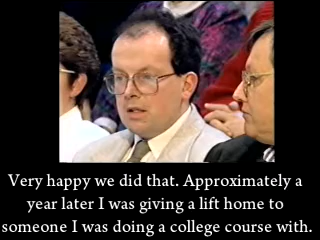 Very happy we did that. Approximately a
year later I was giving a lift home to
someone I was doing a college course with.